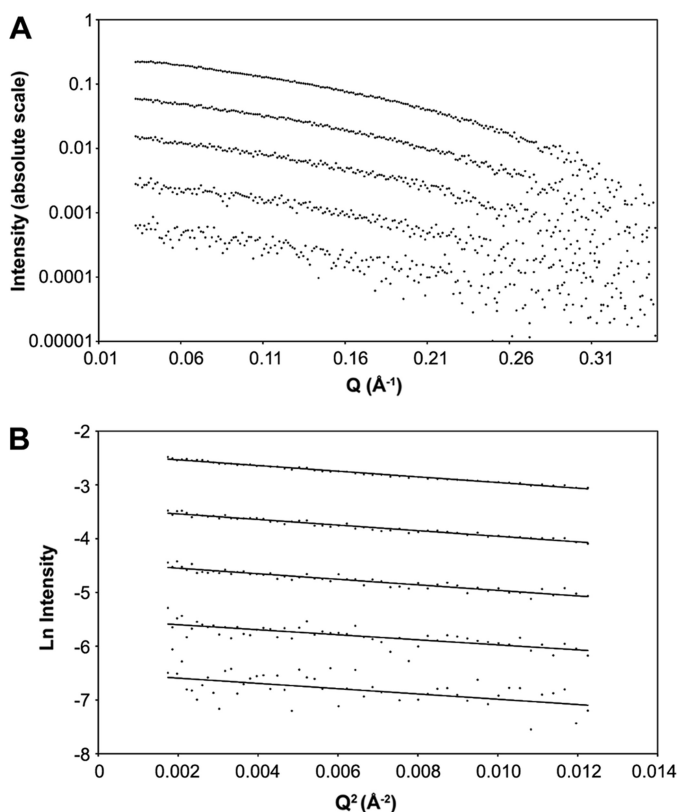 A
1
0.1
0.01
0.001
0.0001
0.00001
Intensity (absolute scale)
0.01 0.06 0.11 0.16 0.21 0.26 0.31
Q (Å⁻¹)
B
-2
-3
-4
-5
-6
-7
-8
Ln Intensity
0 0.002 0.004 0.006 0.008 0.010 0.012 0.014
Q² (Å⁻²)